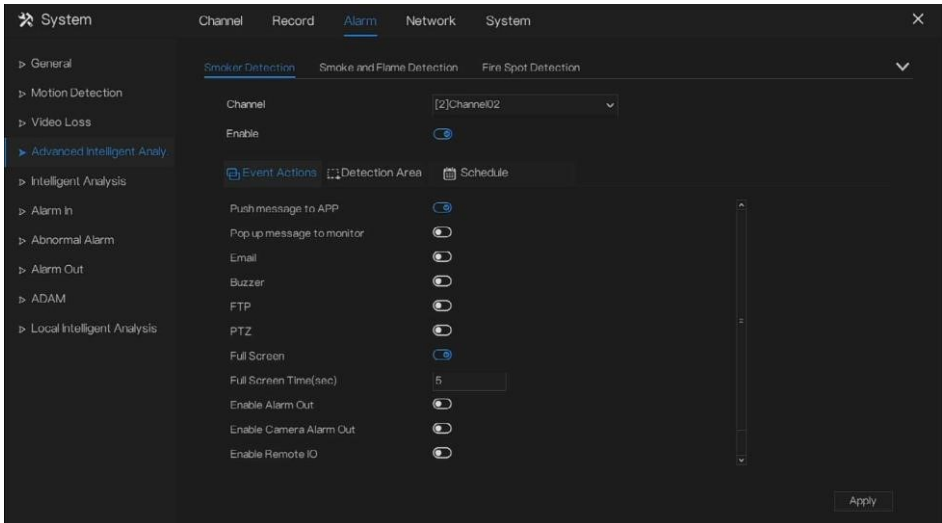 System
Channel Record Alarm Network System
General
Motion Detection
Video Loss
Advanced Intelligent Analy
Intelligent Analysis
Alarm In
Abnormal Alarm
Alarm Out
ADAM
Local Intelligent Analysis
Smoker Detection Smoke and Flame Detection Fire Spot Detection
Channel [2]Channel02
Enable
Event Actions Detection Area Schedule
Push message to APP
Pop up message to monitor
Email
Buzzer
FTP
PTZ
Full Screen
Full Screen Time(sec) 5
Enable Alarm Out
Enable Camera Alarm Out
Enable Remote IO
Apply